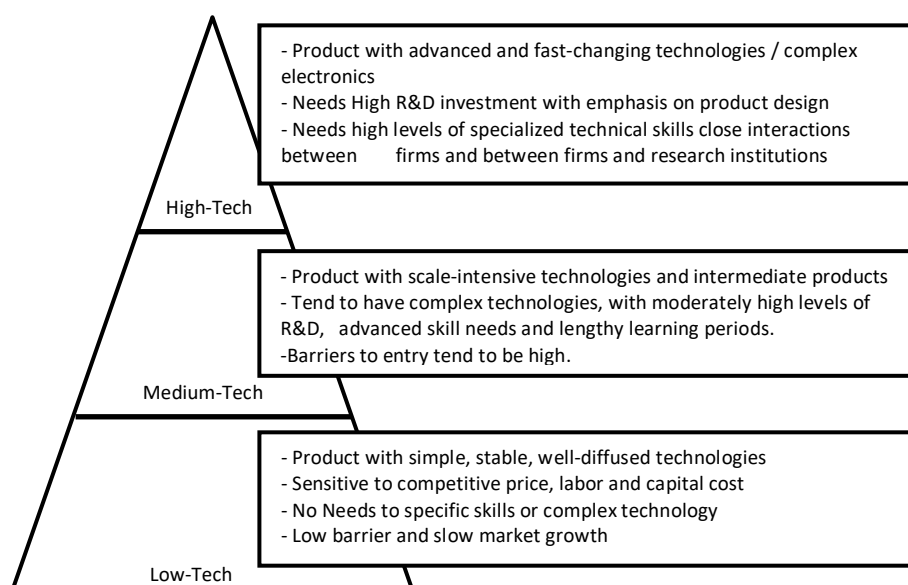 - Product with advanced and fast-changing technologies / complex
electronics
- Needs High R&D investment with emphasis on product design
- Needs high levels of specialized technical skills close interactions
between firms and between firms and research institutions
High-Tech
- Product with scale-intensive technologies and intermediate products
- Tend to have complex technologies, with moderately high levels of
R&D, advanced skill needs and lengthy learning periods.
-Barriers to entry tend to be high.
Medium-Tech
- Product with simple, stable, well-diffused technologies
- Sensitive to competitive price, labor and capital cost
- No Needs to specific skills or complex technology
- Low barrier and slow market growth
Low-Tech